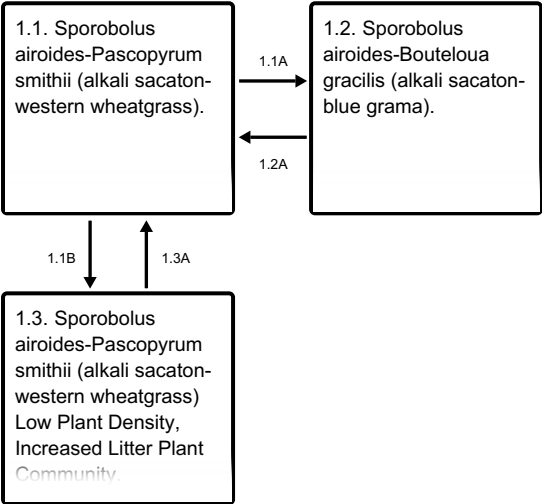 1.1. Sporobolus
airoides-Pascopyrum
smithii (alkali sacaton-
western wheatgrass).
1.1A
1.2A
1.2. Sporobolus
airoides-Bouteloua
gracilis (alkali sacaton-
blue grama).
1.1B
1.3A
1.3. Sporobolus
airoides-Pascopyrum
smithii (alkali sacaton-
western wheatgrass)
Low Plant Density,
Increased Litter Plant
Community.